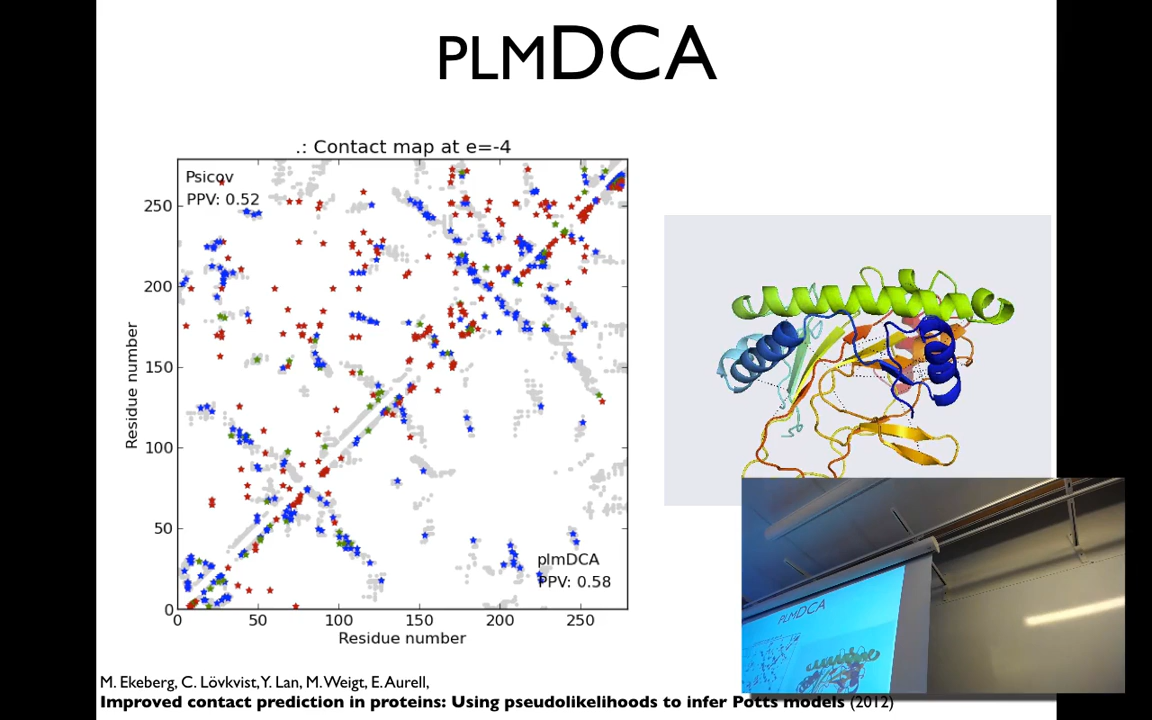 PLMDCA
.: Contact map at e=-4
Psicov
PPV: 0.52
250
200
150
100
50
0
Residue number
plmDCA
PPV: 0.58
0 50 100 150 200 250
Residue number
PLMDCA
M. Ekeberg, C. Lövkvist, Y. Lan, M. Weigt, E. Aurell,
Improved contact prediction in proteins: Using pseudolikelihoods to infer Potts models (2012)